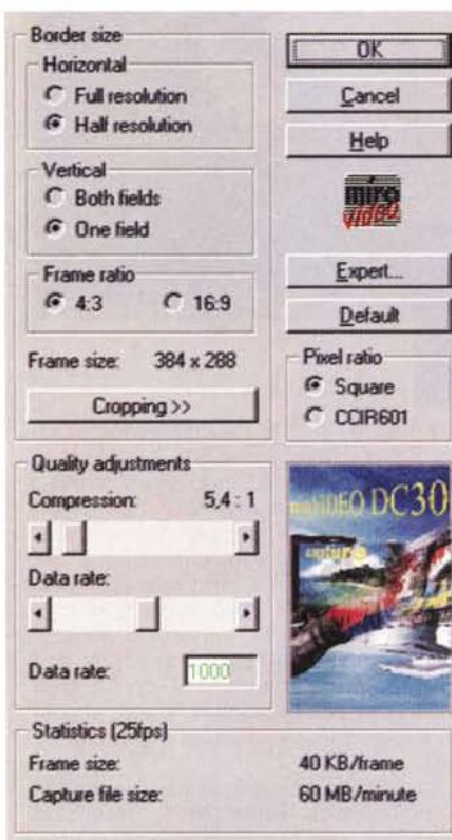 Border size
Horizontal
Full resolution
Half resolution
Vertical
Both fields
One field
Frame ratio
4:3 16:9
Frame size: 384 x 288
Cropping >>
OK
Cancel
Help
miro
VIDEO
Expert...
Default
Pixel ratio
Square
CCIR601
Quality adjustments
Compression: 5,4 : 1
Data rate:
Data rate: 1000
VIDEO DC30
Statistics (25fps)
Frame size: 40 KB/frame
Capture file size: 60 MB/minute